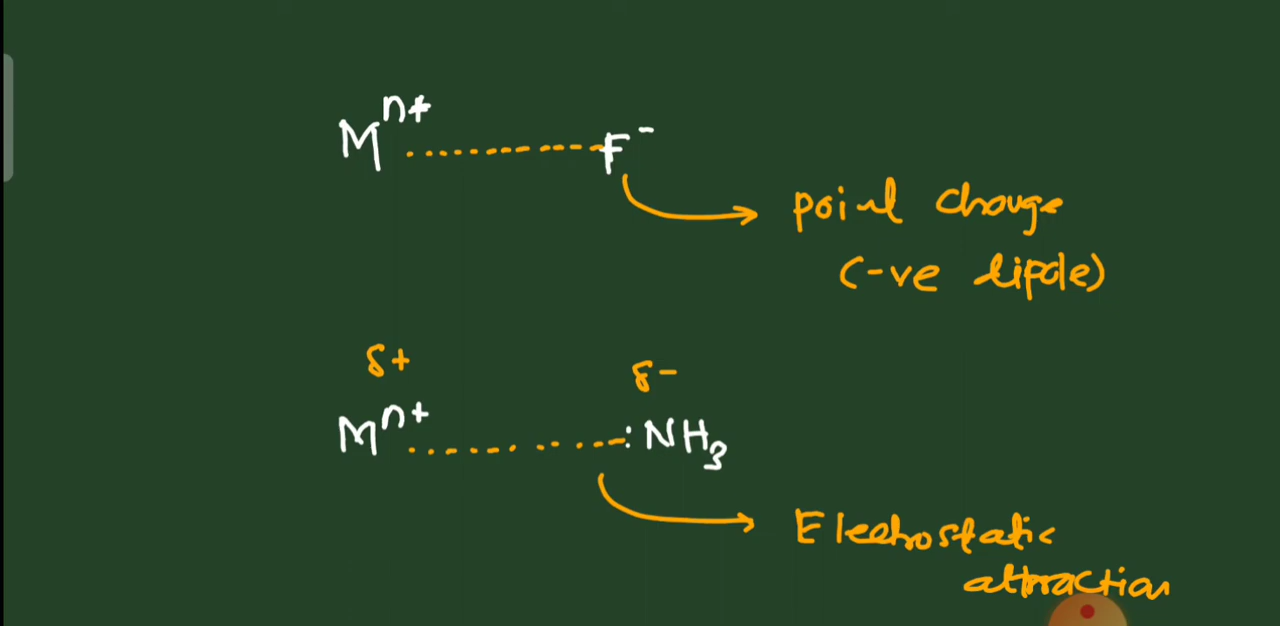 Mⁿ⁺ ............ F⁻
point charge
(-ve dipole)
δ+ δ-
Mⁿ⁺ ............ :NH₃
Electrostatic
attraction